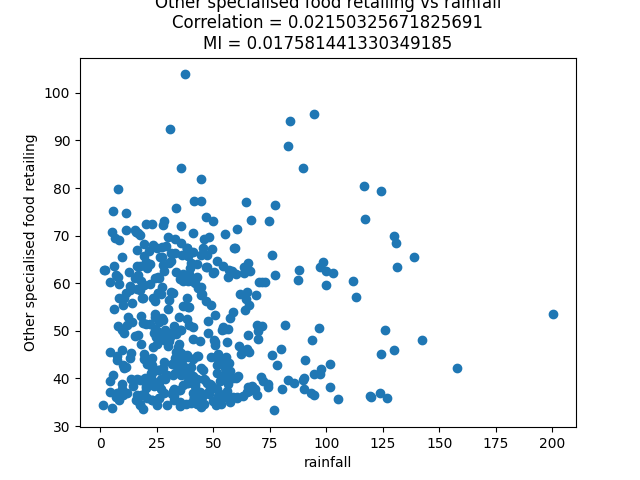 Other specialised food retailing vs rainfall
Correlation = 0.02150325671825691
MI = 0.017581441330349185
100
90
80
70
60
50
40
30
Other specialised food retailing
0 25 50 75 100 125 150 175 200
rainfall